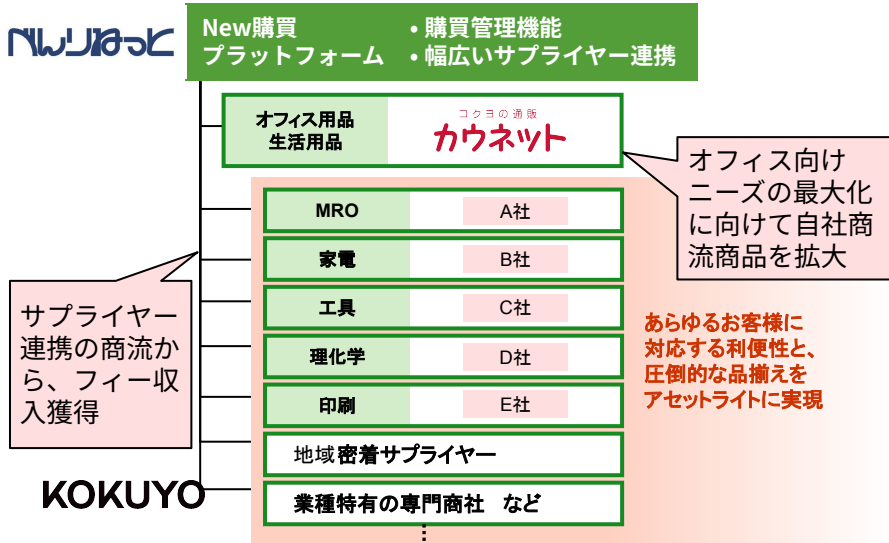 べんりねっと
New購買
プラットフォーム
・購買管理機能
・幅広いサプライヤー連携
オフィス用品
生活用品
コクヨの通販
カウネット
オフィス向け
ニーズの最大化
に向けて自社商
流商品を拡大
MRO
A社
家電
B社
工具
C社
理化学
D社
印刷
E社
地域密着サプライヤー
業種特有の専門商社 など
サプライヤー
連携の商流か
ら、フィー収
入獲得
あらゆるお客様に
対応する利便性と、
圧倒的な品揃えを
アセットライトに実現
KOKUYO